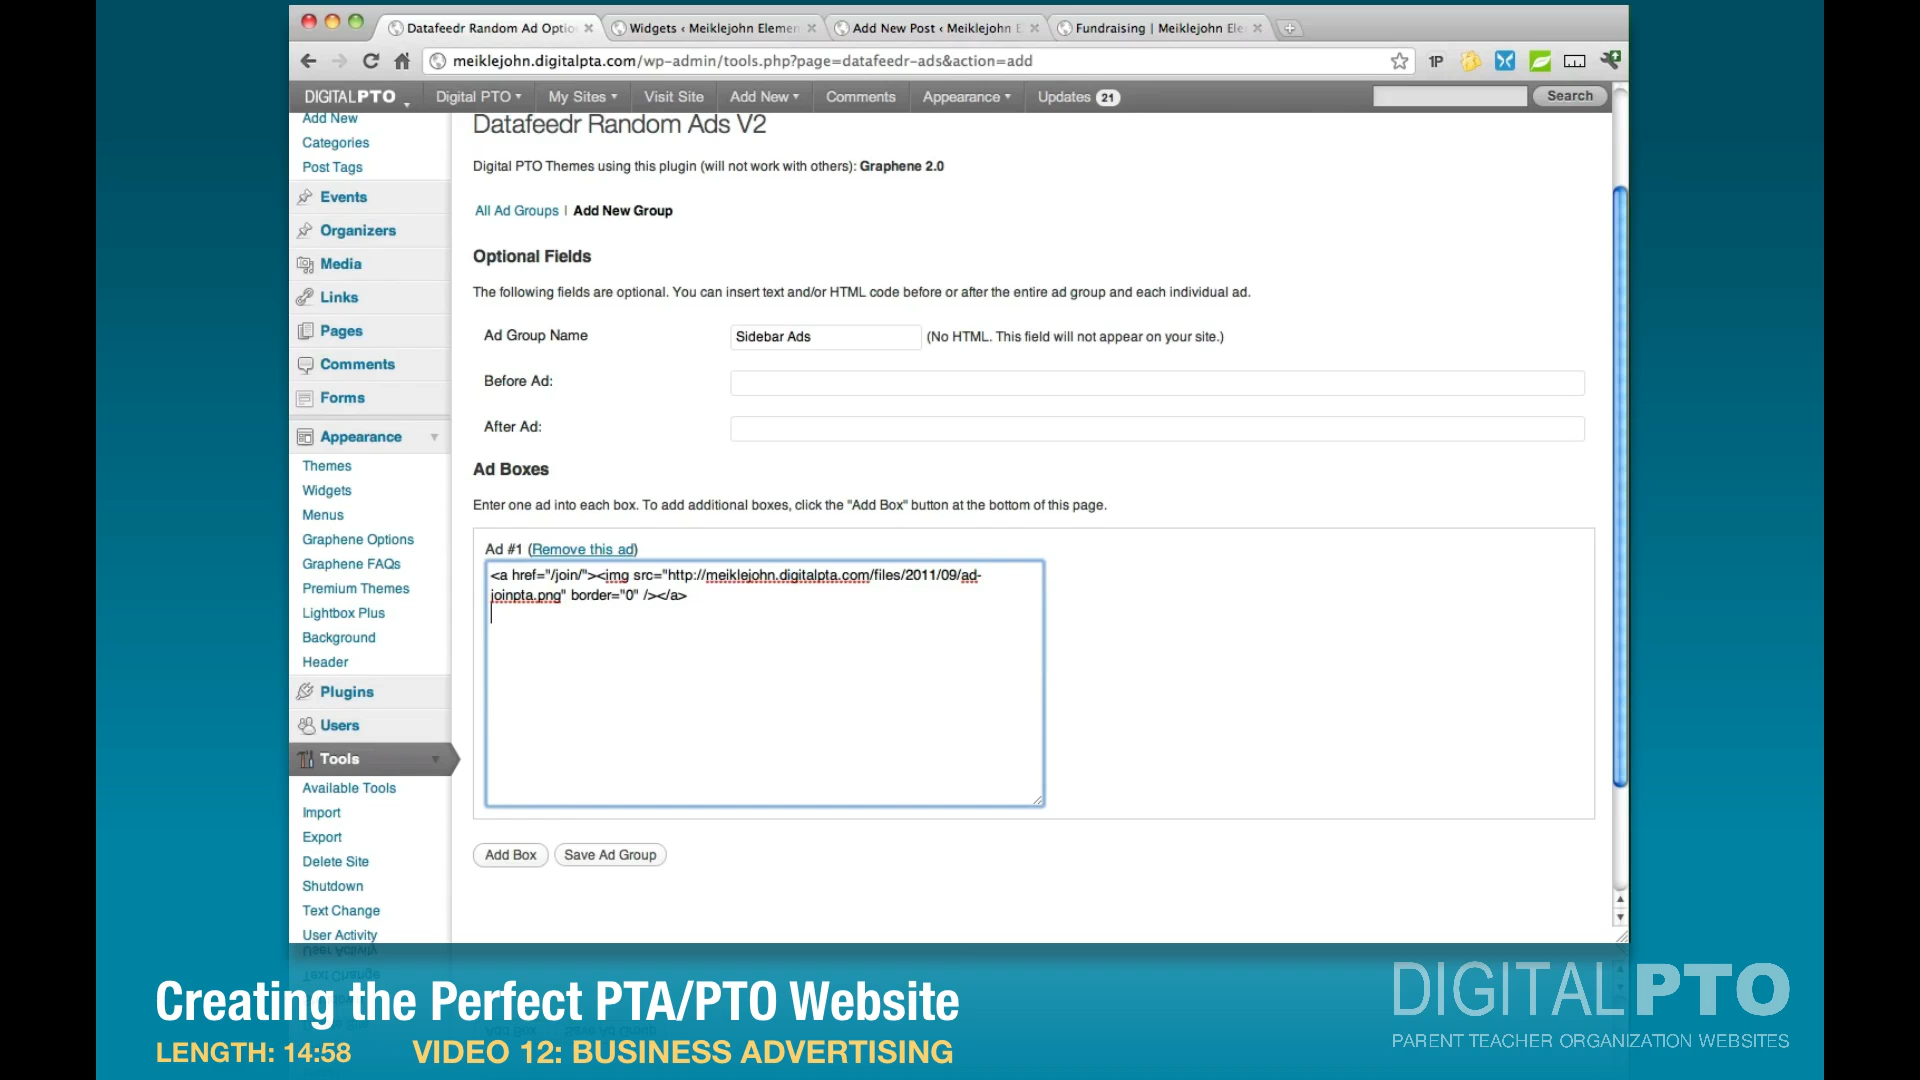 Datafeedr Random Ad Optio
Widgets ‹ Meiklejohn Elemen
Add New Post ‹ Meiklejohn E
Fundraising | Meiklejohn Ele
meiklejohn.digitalpta.com/wp-admin/tools.php?page=datafeedr-ads&action=add
1P
DIGITALPTO
Digital PTO
My Sites
Visit Site
Add New
Comments
Appearance
Updates 21
Search
Add New
Categories
Post Tags
Events
Organizers
Media
Links
Pages
Comments
Forms
Appearance
Themes
Widgets
Menus
Graphene Options
Graphene FAQs
Premium Themes
Lightbox Plus
Background
Header
Plugins
Users
Tools
Available Tools
Import
Export
Delete Site
Shutdown
Text Change
User Activity
Datafeedr Random Ads V2
Digital PTO Themes using this plugin (will not work with others): Graphene 2.0
All Ad Groups | Add New Group
Optional Fields
The following fields are optional. You can insert text and/or HTML code before or after the entire ad group and each individual ad.
Ad Group Name
Sidebar Ads
(No HTML. This field will not appear on your site.)
Before Ad:
After Ad:
Ad Boxes
Enter one ad into each box. To add additional boxes, click the "Add Box" button at the bottom of this page.
Ad #1 (Remove this ad)
<a href="/join/"><img src="http://meiklejohn.digitalpta.com/files/2011/09/ad-
joinpta.png" border="0" /></a>
Add Box
Save Ad Group
Creating the Perfect PTA/PTO Website
LENGTH: 14:58
VIDEO 12: BUSINESS ADVERTISING
DIGITALPTO
PARENT TEACHER ORGANIZATION WEBSITES